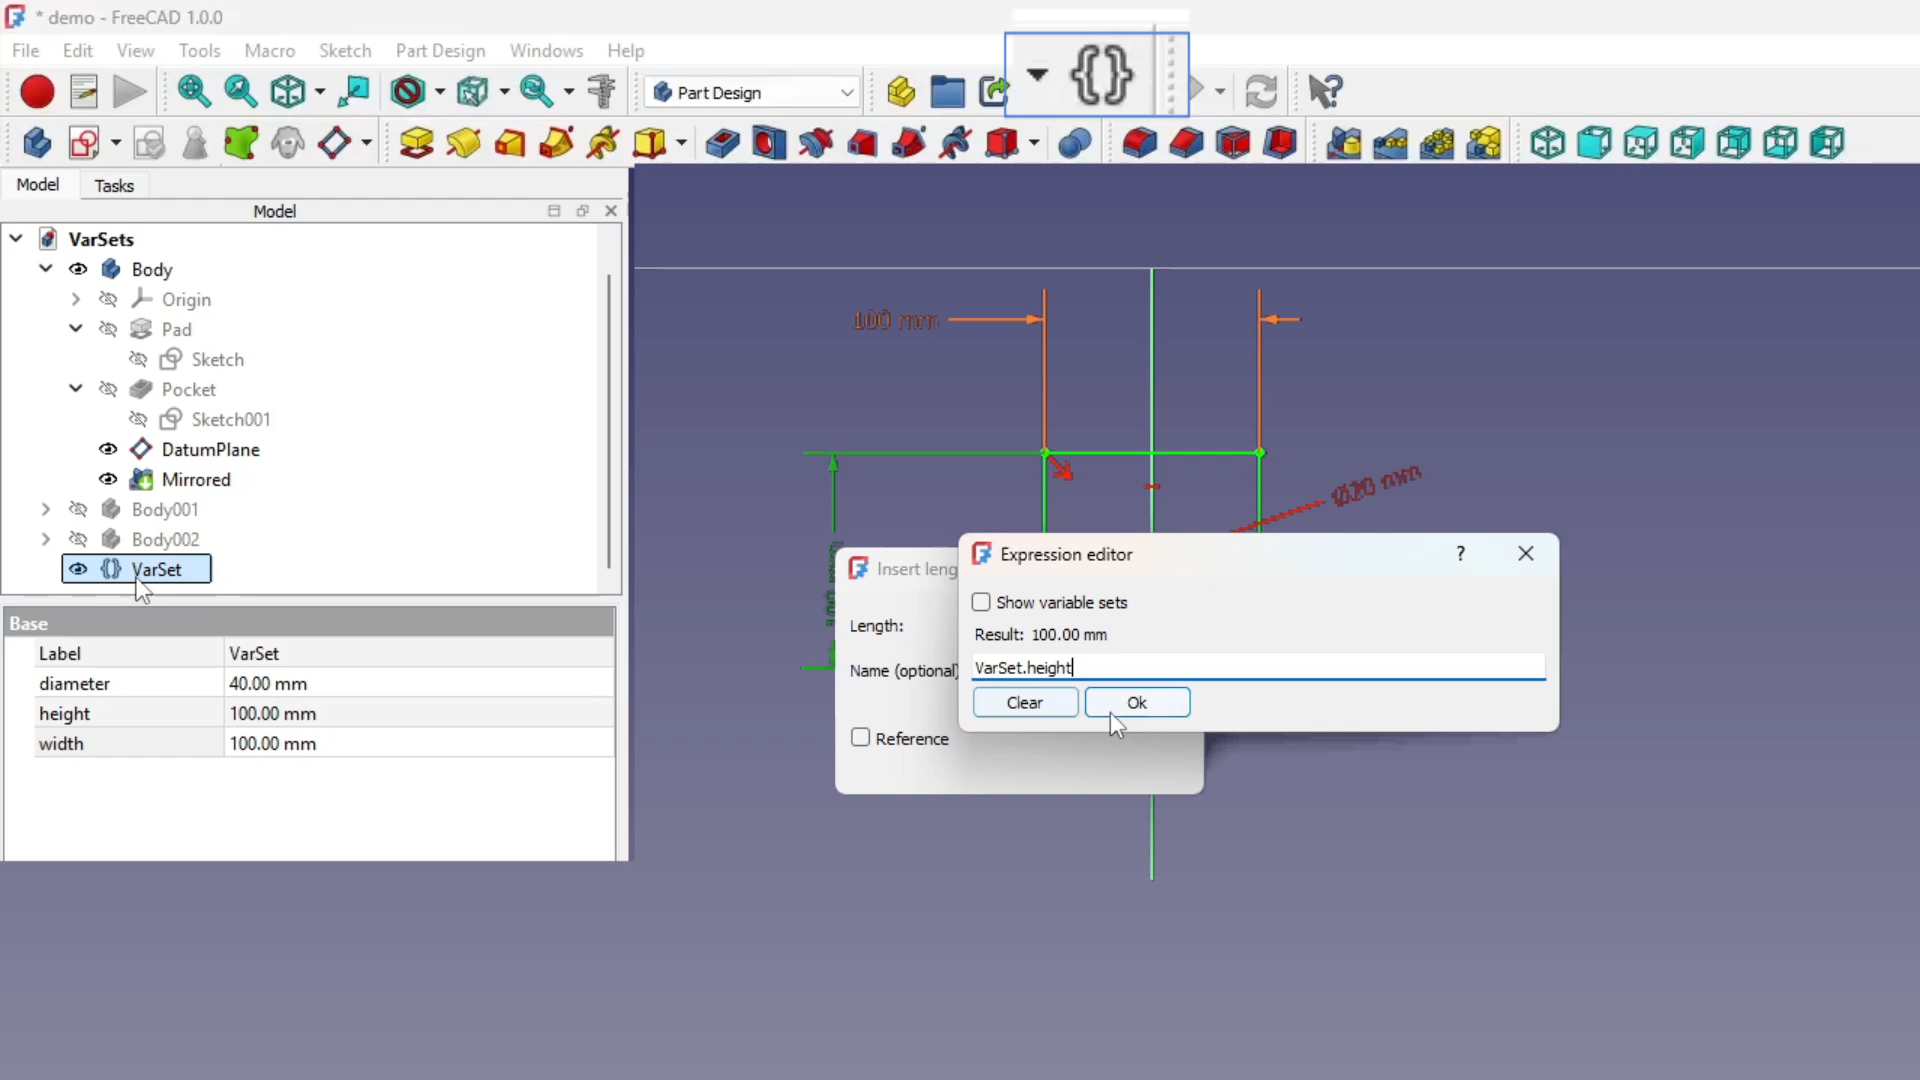 * demo - FreeCAD 1.0.0
File Edit View Tools Macro Sketch Part Design Windows Help
Part Design
Model Tasks
Model
VarSets
Body
Origin
Pad
Sketch
Pocket
Sketch001
DatumPlane
Mirrored
Body001
Body002
VarSet
Base
Label VarSet
diameter 40.00 mm
height 100.00 mm
width 100.00 mm
100 mm
Insert leng
Length:
Name (optional)
Reference
Expression editor
Show variable sets
Result: 100.00 mm
VarSet.height
Clear Ok